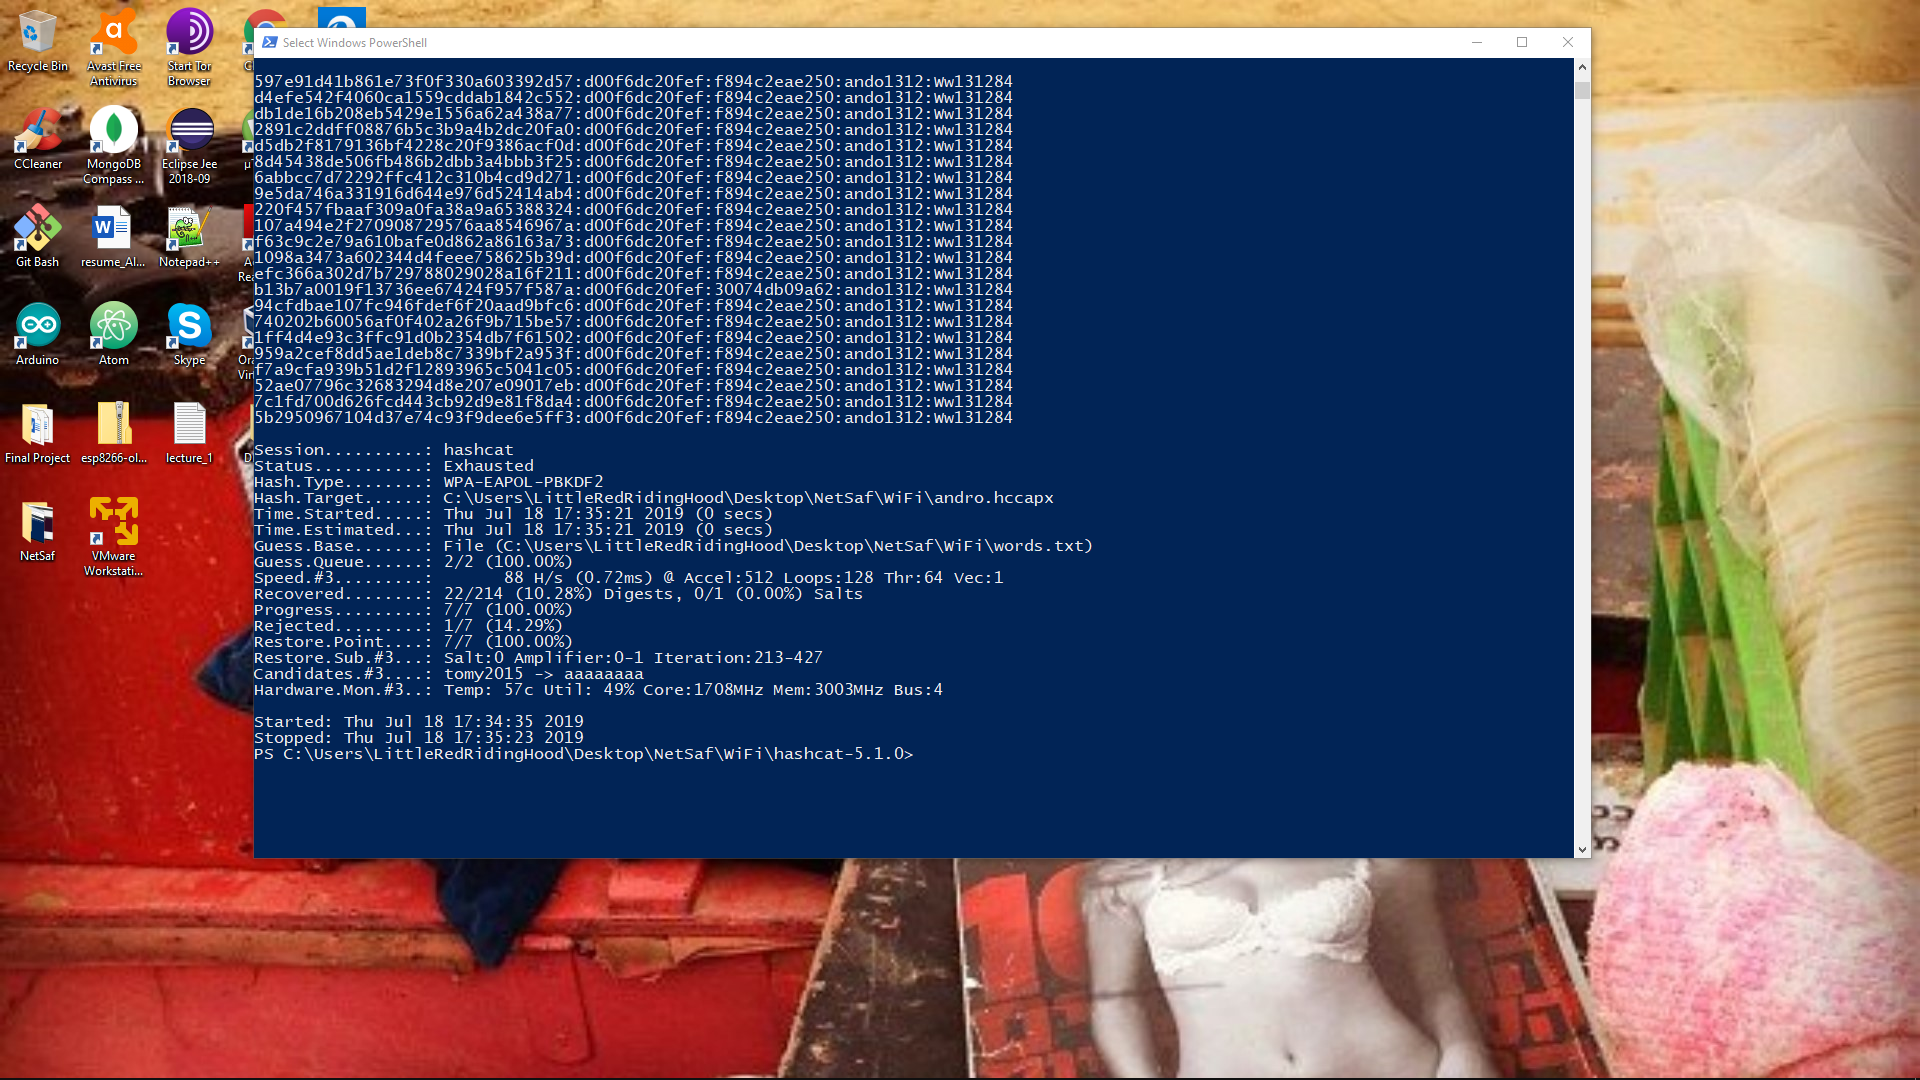 Recycle Bin
Avast Free
Antivirus
Start Tor
Browser
CCleaner
MongoDB
Compass ...
Eclipse Jee
2018-09
Git Bash
resume_Al...
Notepad++
Arduino
Atom
Skype
Final Project
esp8266-ol...
lecture_1
NetSaf
VMware
Workstati...
Select Windows PowerShell
597e91d41b861e73f0f330a603392d57:d00f6dc20fef:f894c2eae250:ando1312:Ww131284
d4efe542f4060ca1559cddab1842c552:d00f6dc20fef:f894c2eae250:ando1312:Ww131284
db1de16b208eb5429e1556a62a438a77:d00f6dc20fef:f894c2eae250:ando1312:Ww131284
2891c2ddff08876b5c3b9a4b2dc20fa0:d00f6dc20fef:f894c2eae250:ando1312:Ww131284
d5db2f8179136bf4228c20f9386acf0d:d00f6dc20fef:f894c2eae250:ando1312:Ww131284
8d45438de506fb486b2dbb3a4bbb3f25:d00f6dc20fef:f894c2eae250:ando1312:Ww131284
6abbcc7d72292ffc412c310b4cd9d271:d00f6dc20fef:f894c2eae250:ando1312:Ww131284
9e5da746a331916d644e976d52414ab4:d00f6dc20fef:f894c2eae250:ando1312:Ww131284
220f457fbaaf309a0fa38a9a65388324:d00f6dc20fef:f894c2eae250:ando1312:Ww131284
107a494e2f270908729576aa8546967a:d00f6dc20fef:f894c2eae250:ando1312:Ww131284
f63c9c2e79a610bafe0d862a86163a73:d00f6dc20fef:f894c2eae250:ando1312:Ww131284
1098a3473a602344d4feee758625b39d:d00f6dc20fef:f894c2eae250:ando1312:Ww131284
efc366a302d7b729788029028a16f211:d00f6dc20fef:f894c2eae250:ando1312:Ww131284
b13b7a0019f13736ee67424f957f587a:d00f6dc20fef:30074db09a62:ando1312:Ww131284
94cfdbae107fc946fdef6f20aad9bfc6:d00f6dc20fef:f894c2eae250:ando1312:Ww131284
740202b60056af0f402a26f9b715be57:d00f6dc20fef:f894c2eae250:ando1312:Ww131284
1ff4d4e93c3ffc91d0b2354db7f61502:d00f6dc20fef:f894c2eae250:ando1312:Ww131284
959a2cef8dd5ae1deb8c7339bf2a953f:d00f6dc20fef:f894c2eae250:ando1312:Ww131284
f7a9cfa939b51d2f12893965c5041c05:d00f6dc20fef:f894c2eae250:ando1312:Ww131284
52ae07796c32683294d8e207e09017eb:d00f6dc20fef:f894c2eae250:ando1312:Ww131284
7c1fd700d626fcd443cb92d9e81f8da4:d00f6dc20fef:f894c2eae250:ando1312:Ww131284
5b2950967104d37e74c93f9dee6e5ff3:d00f6dc20fef:f894c2eae250:ando1312:Ww131284
Session..........: hashcat
Status...........: Exhausted
Hash.Type........: WPA-EAPOL-PBKDF2
Hash.Target......: C:\Users\LittleRedRidingHood\Desktop\NetSaf\WiFi\andro.hccapx
Time.Started.....: Thu Jul 18 17:35:21 2019 (0 secs)
Time.Estimated...: Thu Jul 18 17:35:21 2019 (0 secs)
Guess.Base.......: File (C:\Users\LittleRedRidingHood\Desktop\NetSaf\WiFi\words.txt)
Guess.Queue......: 2/2 (100.00%)
Speed.#3.........:       88 H/s (0.72ms) @ Accel:512 Loops:128 Thr:64 Vec:1
Recovered........: 22/214 (10.28%) Digests, 0/1 (0.00%) Salts
Progress.........: 7/7 (100.00%)
Rejected.........: 1/7 (14.29%)
Restore.Point....: 7/7 (100.00%)
Restore.Sub.#3...: Salt:0 Amplifier:0-1 Iteration:213-427
Candidates.#3....: tomy2015 -> aaaaaaaa
Hardware.Mon.#3..: Temp: 57c Util: 49% Core:1708MHz Mem:3003MHz Bus:4
Started: Thu Jul 18 17:34:35 2019
Stopped: Thu Jul 18 17:35:23 2019
PS C:\Users\LittleRedRidingHood\Desktop\NetSaf\WiFi\hashcat-5.1.0>